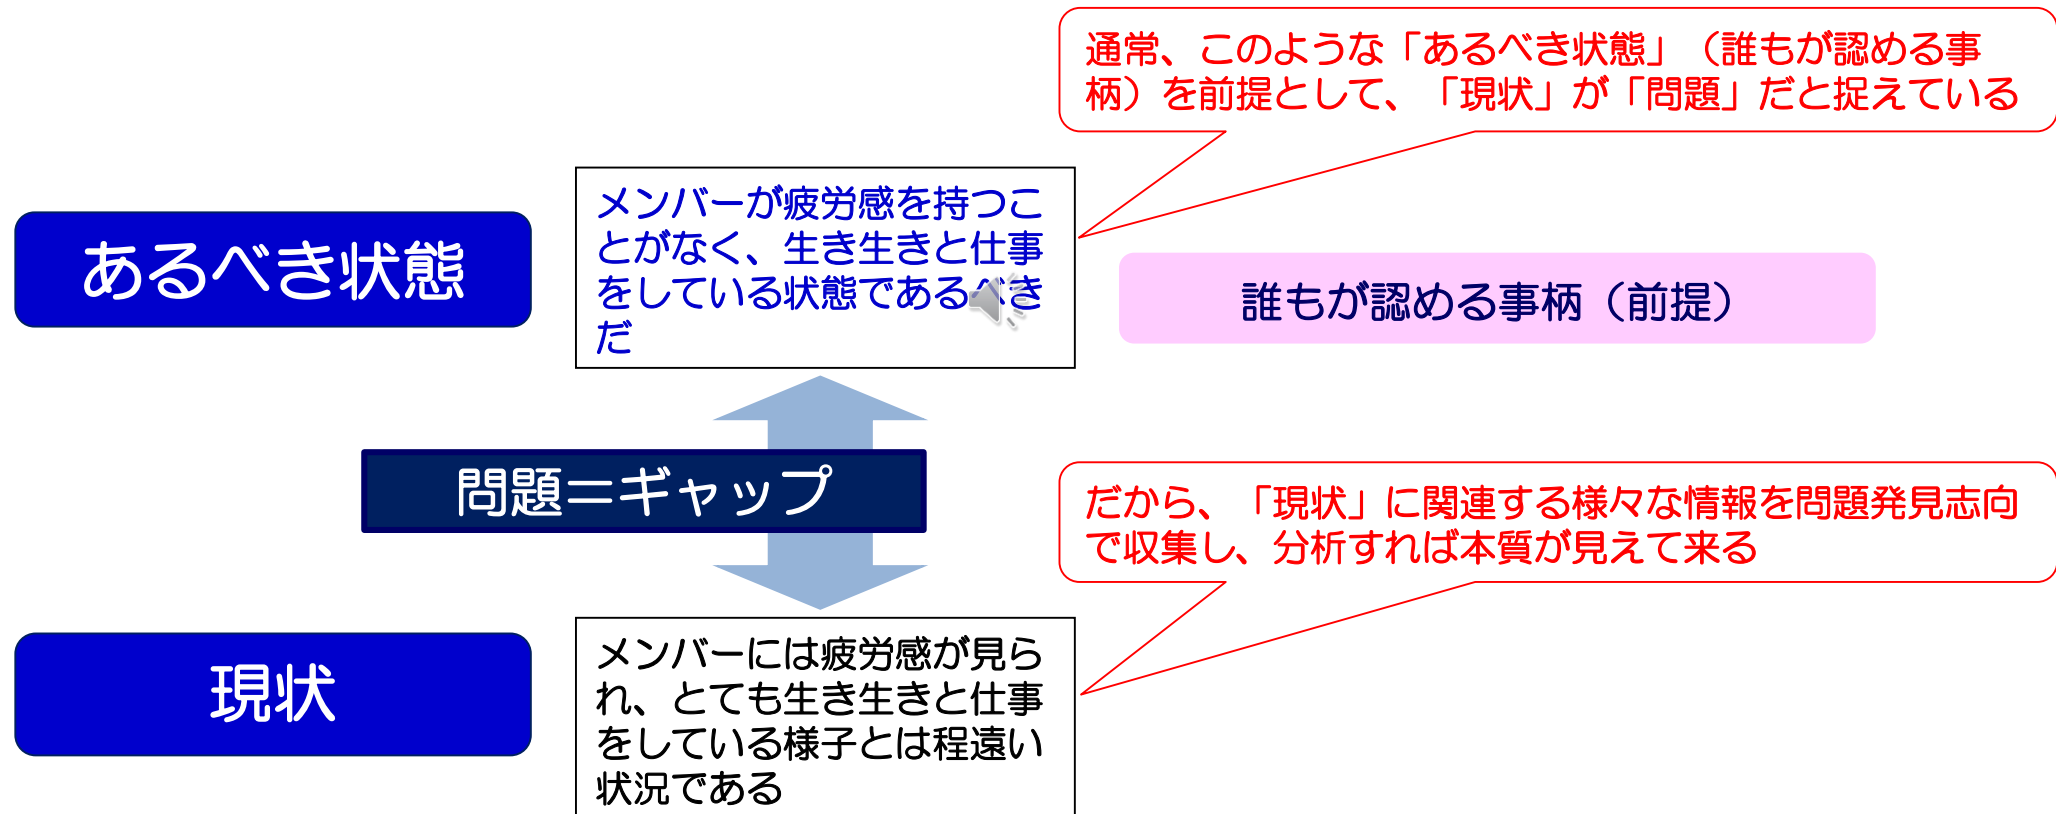 通常、このような「あるべき状態」（誰もが認める事
柄）を前提として、「現状」が「問題」だと捉えている
あるべき状態
メンバーが疲労感を持つこ
とがなく、生き生きと仕事
をしている状態であるべき
だ
誰もが認める事柄（前提）
問題＝ギャップ
だから、「現状」に関連する様々な情報を問題発見志向
で収集し、分析すれば本質が見えて来る
現状
メンバーには疲労感が見ら
れ、とても生き生きと仕事
をしている様子とは程遠い
状況である